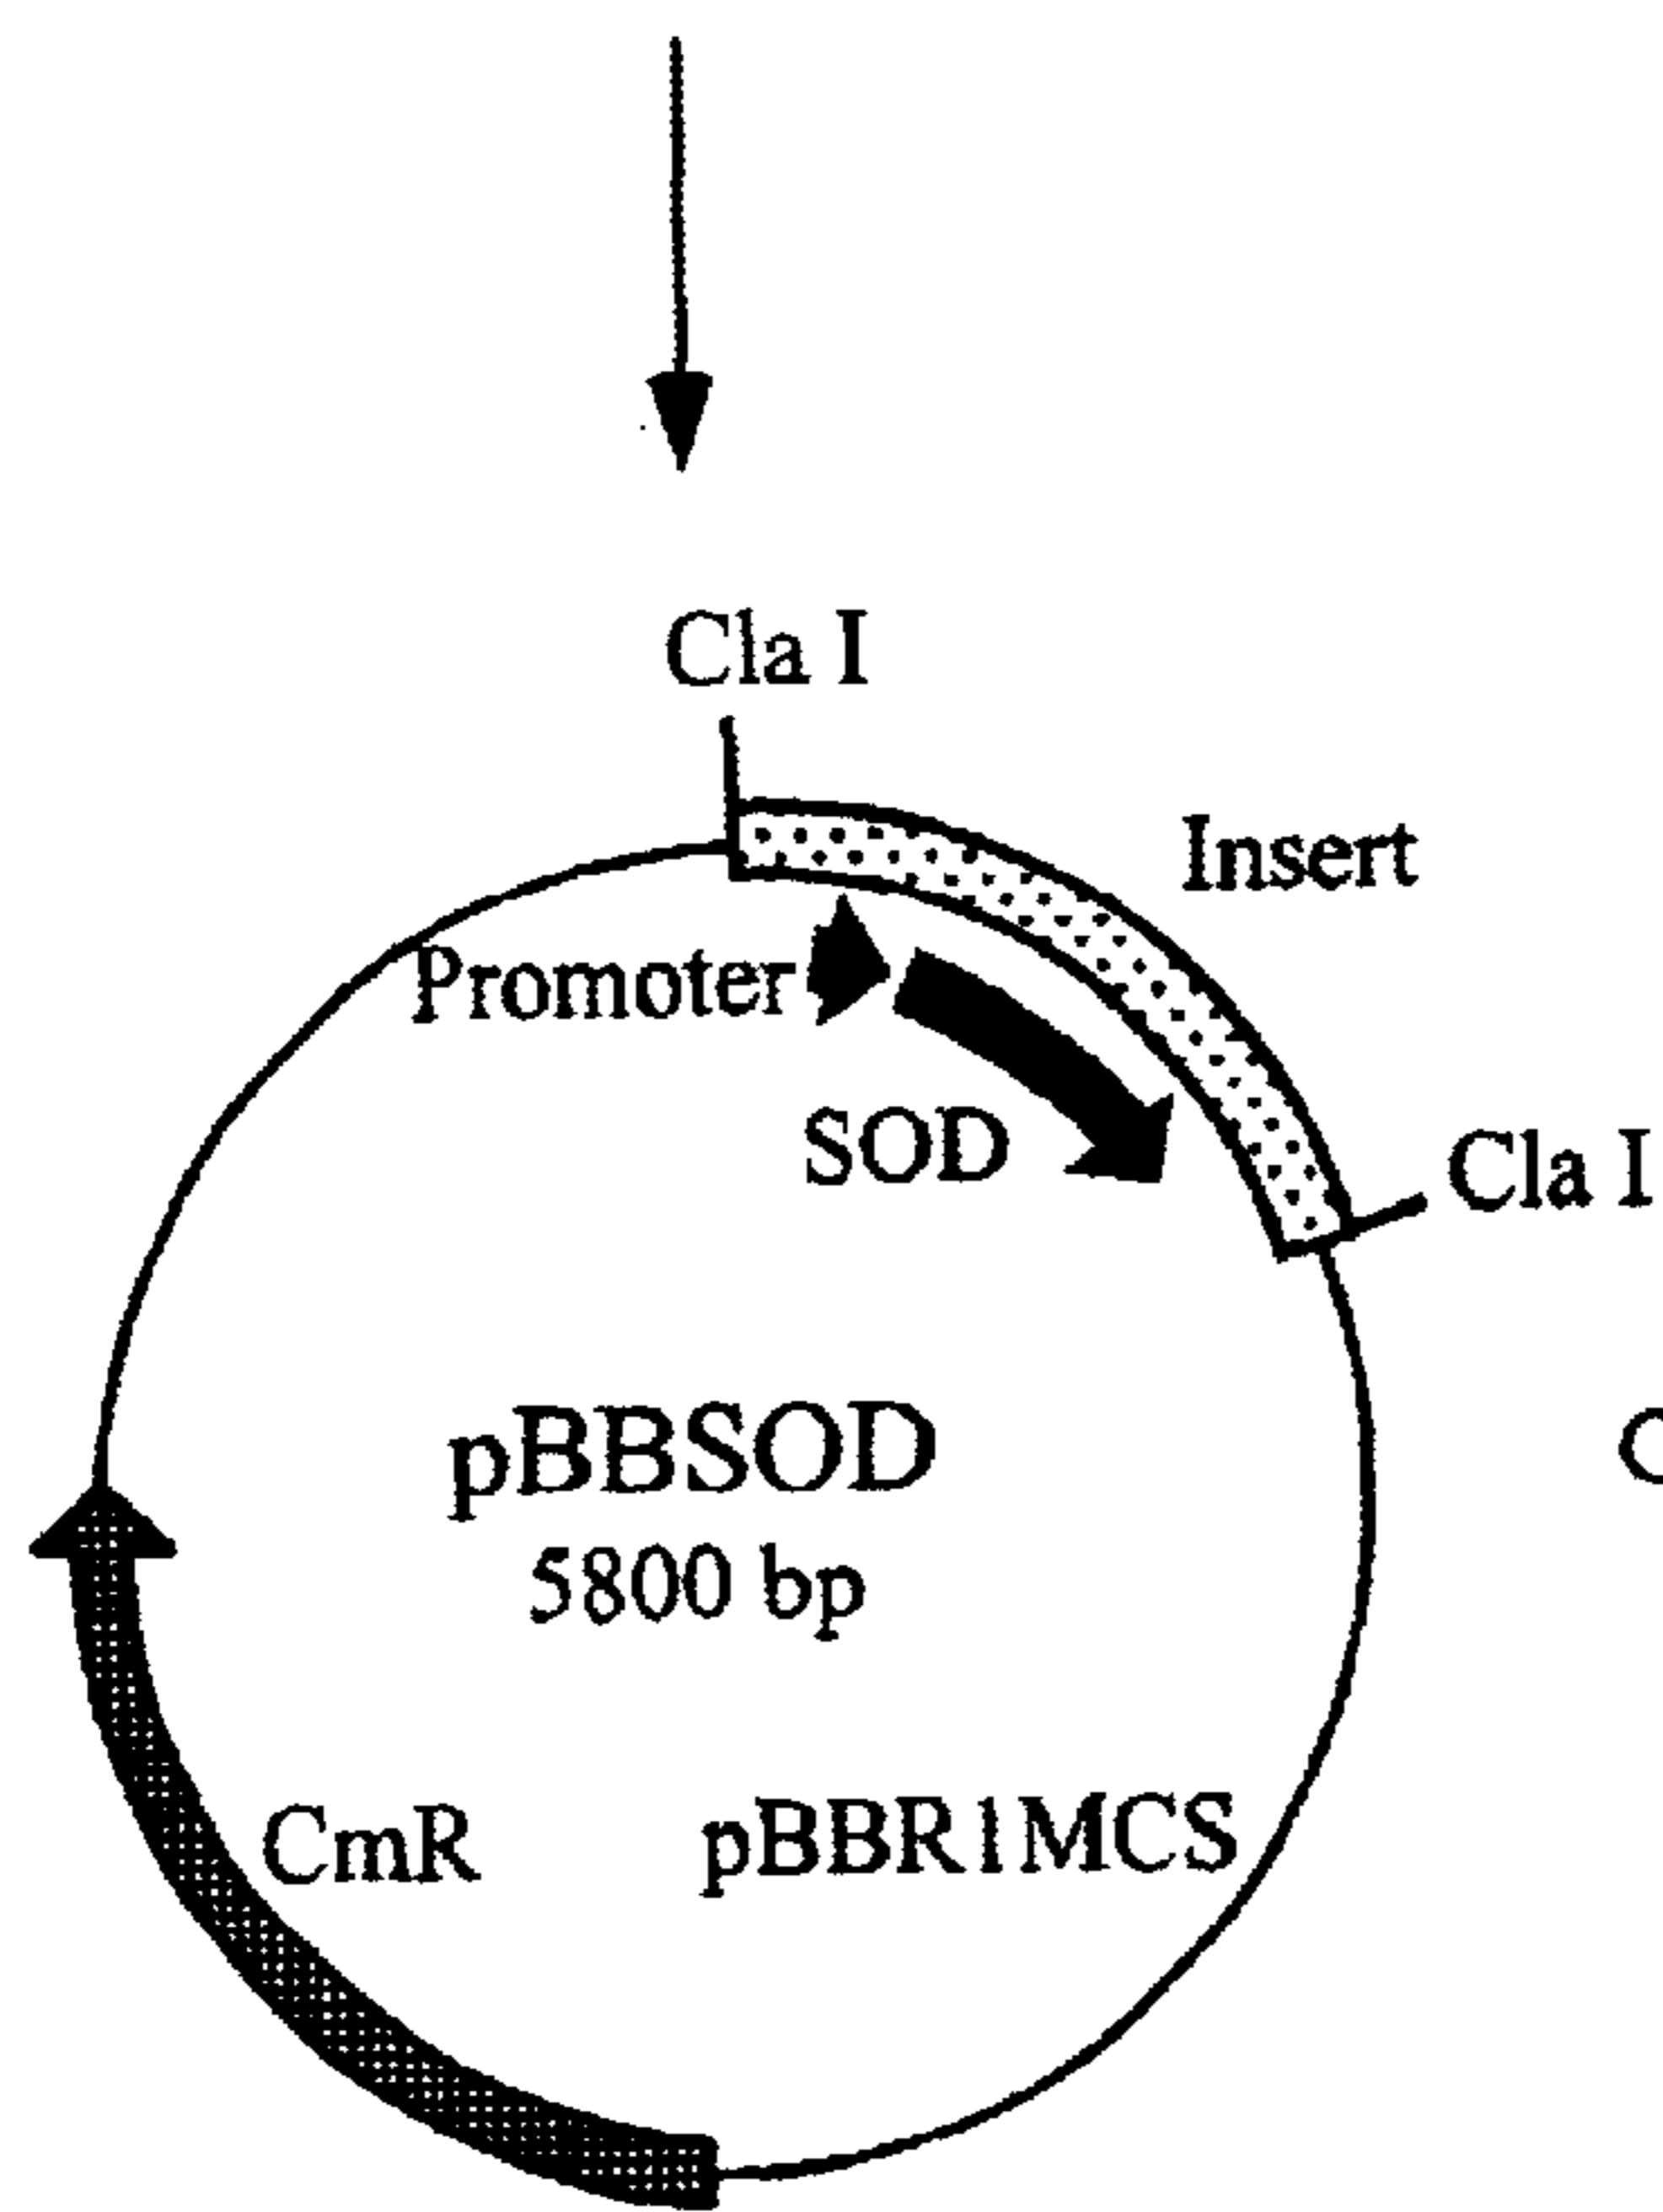 Cla I
Insert
Promoter
SOD
Cla I
pBBSOD
5800 bp
CmR
pBBR1MCS